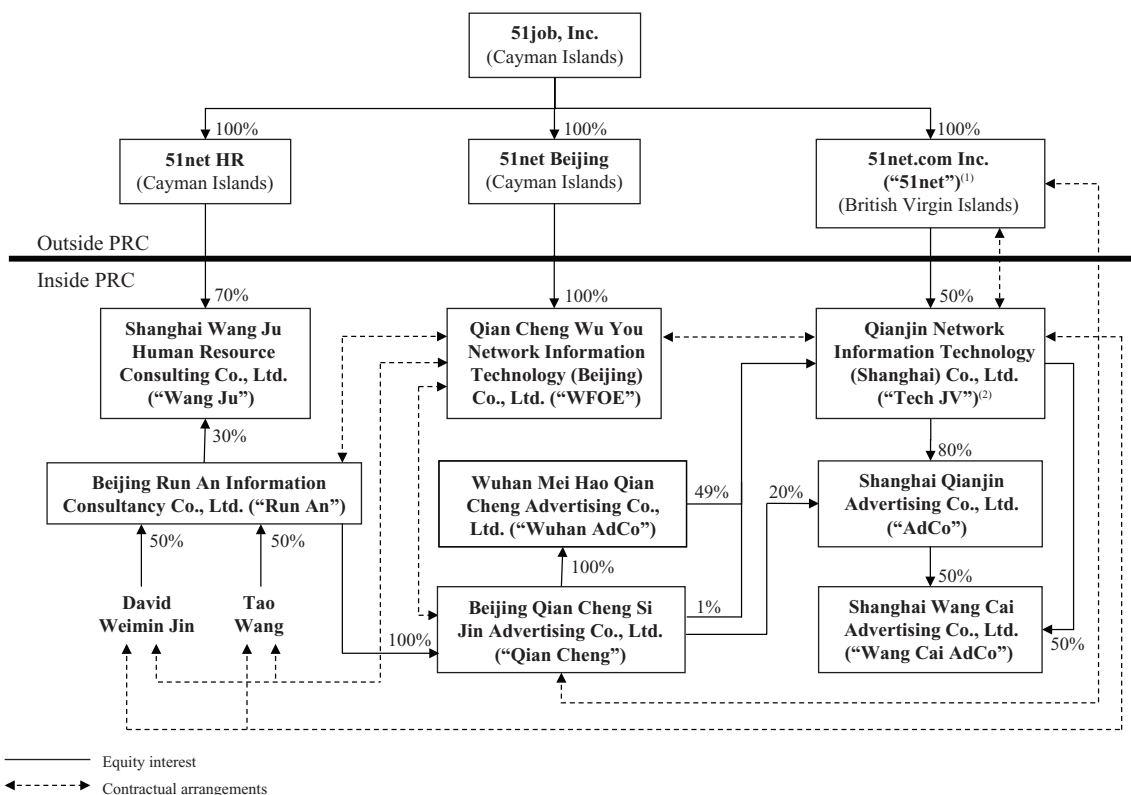 51job, Inc.
(Cayman Islands)
100%
100%
100%
51net HR
(Cayman Islands)
51net Beijing
(Cayman Islands)
51net.com Inc.
(“51net”)(1)
(British Virgin Islands)
Outside PRC
Inside PRC
70%
100%
50%
Shanghai Wang Ju
Human Resource
Consulting Co., Ltd.
(“Wang Ju”)
Qian Cheng Wu You
Network Information
Technology (Beijing)
Co., Ltd. (“WFOE”)
Qianjin Network
Information Technology
(Shanghai) Co., Ltd.
(“Tech JV”)(2)
30%
80%
Beijing Run An Information
Consultancy Co., Ltd. (“Run An”)
Wuhan Mei Hao Qian
Cheng Advertising Co.,
Ltd. (“Wuhan AdCo”)
49%
20%
Shanghai Qianjin
Advertising Co., Ltd.
(“AdCo”)
50%
50%
100%
50%
David
Weimin Jin
Tao
Wang
100%
Beijing Qian Cheng Si
Jin Advertising Co., Ltd.
(“Qian Cheng”)
1%
Shanghai Wang Cai
Advertising Co., Ltd.
(“Wang Cai AdCo”)
50%
Equity interest
Contractual arrangements